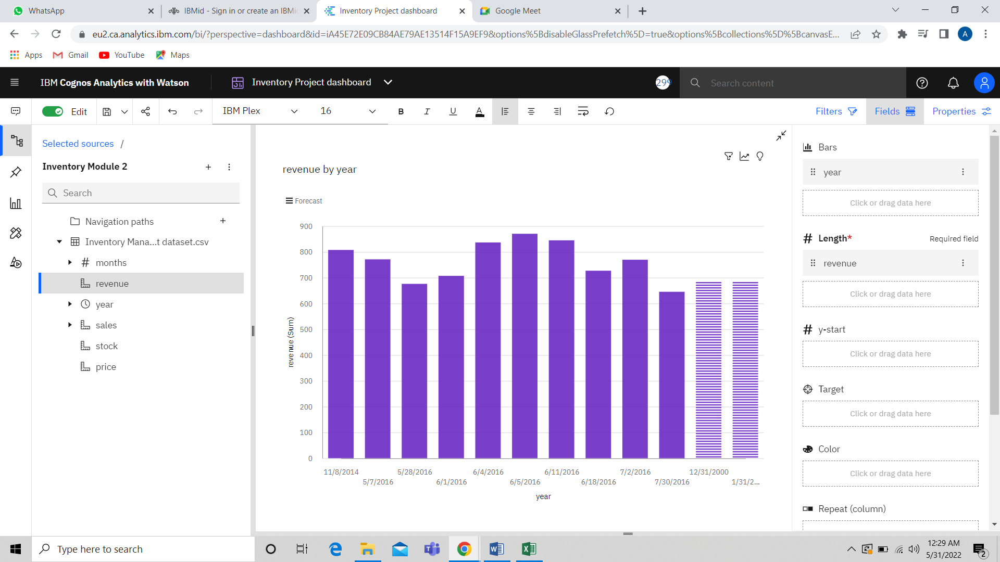 WhatsApp
IBMid - Sign in or create an IBMi
Inventory Project dashboard
Google Meet
eu2.ca.analytics.ibm.com/bi/?perspective=dashboard&id=iA45E72E09CB84AE79AE13514F15A9EF9&options%5BdisableGlassPrefetch%5D=true&options%5Bcollections%5D%5BcanvasE...
A
Apps
Gmail
YouTube
Maps
IBM Cognos Analytics with Watson
Inventory Project dashboard
299
Search content
Edit
IBM Plex
16
B
I
U
A
Filters
Fields
Properties
Selected sources /
Inventory Module 2
Search
Navigation paths
Inventory Mana...t dataset.csv
months
revenue
year
sales
stock
price
revenue by year
Forecast
900
800
700
600
500
400
300
200
100
0
revenue (Sum)
11/8/2014
5/7/2016
5/28/2016
6/1/2016
6/4/2016
6/5/2016
6/11/2016
6/18/2016
7/2/2016
7/30/2016
12/31/2000
1/31/2...
year
Bars
year
Click or drag data here
Length*
Required field
revenue
Click or drag data here
y-start
Click or drag data here
Target
Click or drag data here
Color
Click or drag data here
Repeat (column)
Type here to search
12:29 AM
5/31/2022
2